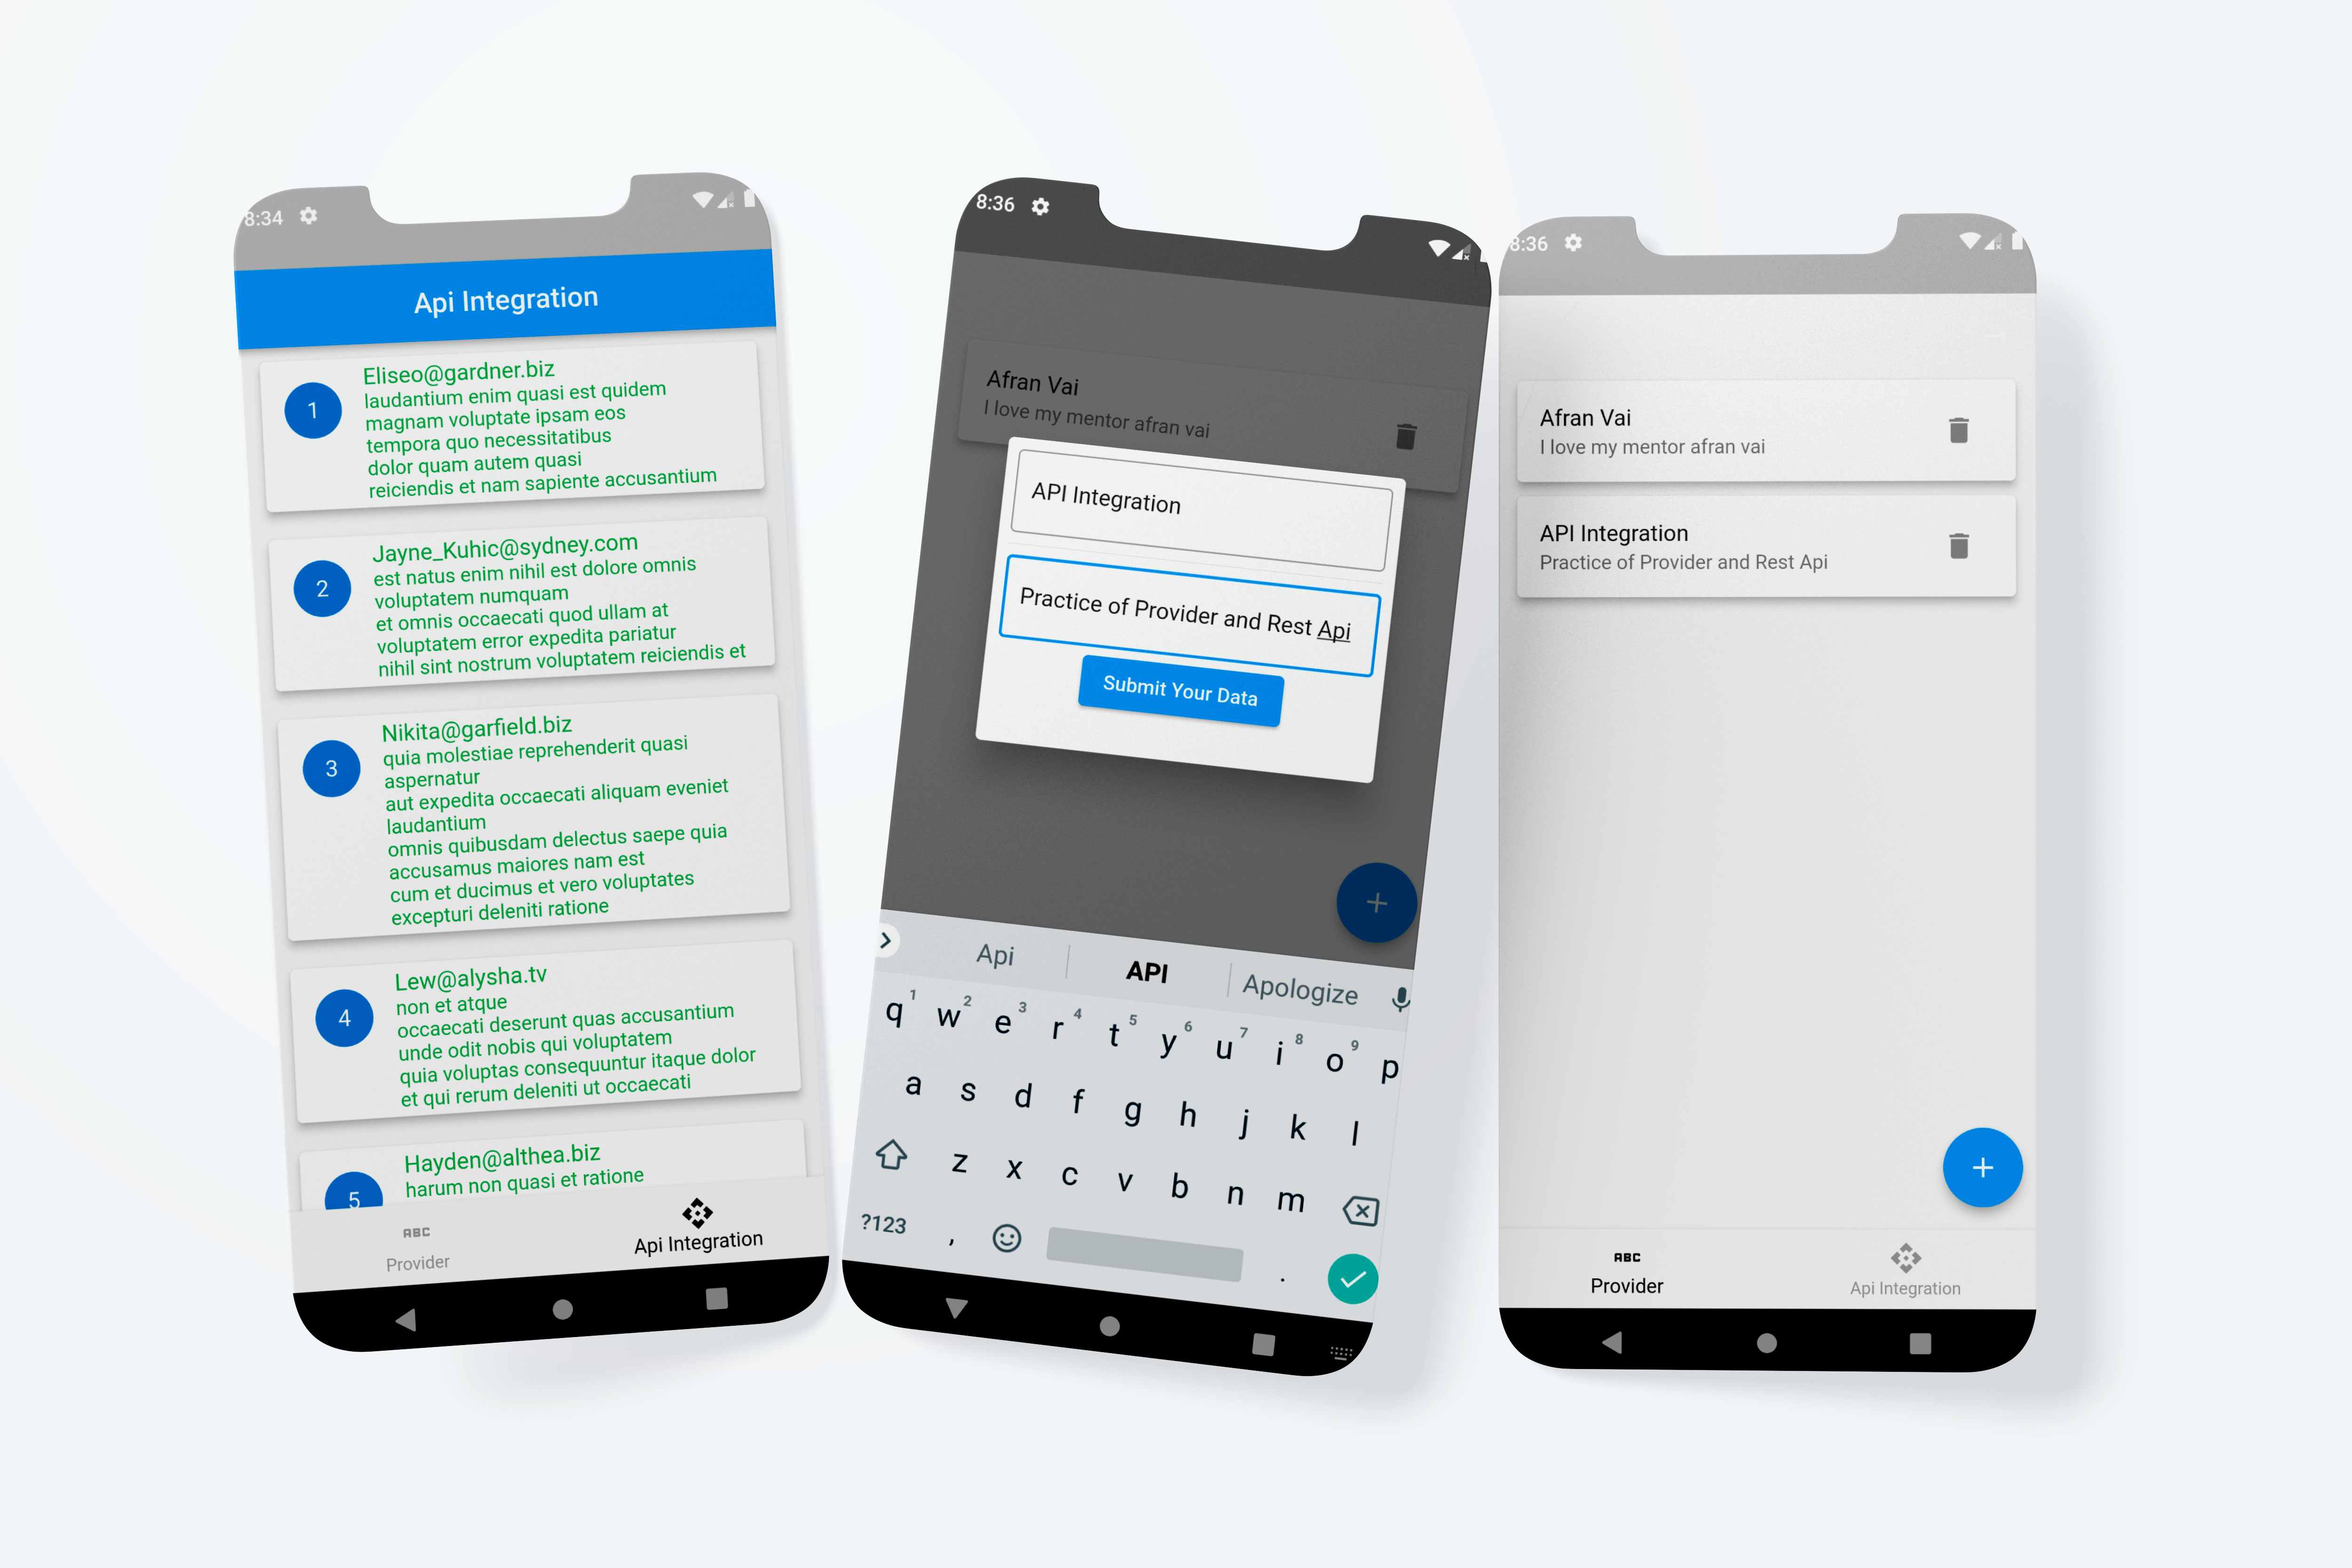 8:34
Api Integration
1
Eliseo@gardner.biz
laudantium enim quasi est quidem
magnam voluptate ipsam eos
tempora quo necessitatibus
dolor quam autem quasi
reiciendis et nam sapiente accusantium
2
Jayne_Kuhic@sydney.com
est natus enim nihil est dolore omnis
voluptatem numquam
et omnis occaecati quod ullam at
voluptatem error expedita pariatur
nihil sint nostrum voluptatem reiciendis et
3
Nikita@garfield.biz
quia molestiae reprehenderit quasi
aspernatur
aut expedita occaecati aliquam eveniet
laudantium
omnis quibusdam delectus saepe quia
accusamus maiores nam est
cum et ducimus et vero voluptates
excepturi deleniti ratione
4
Lew@alysha.tv
non et atque
occaecati deserunt quas accusantium
unde odit nobis qui voluptatem
quia voluptas consequuntur itaque dolor
et qui rerum deleniti ut occaecati
5
Hayden@althea.biz
harum non quasi et ratione
ABC
Provider
Api Integration
8:36
Afran Vai
I love my mentor afran vai
API Integration
Practice of Provider and Rest Api
Submit Your Data
+
Api API Apologize
q1 w2 e3 r4 t5 y6 u7 i8 o9 p
a s d f g h j k l
z x c v b n m
?123 , .
8:36
Afran Vai
I love my mentor afran vai
API Integration
Practice of Provider and Rest Api
+
ABC
Provider
Api Integration